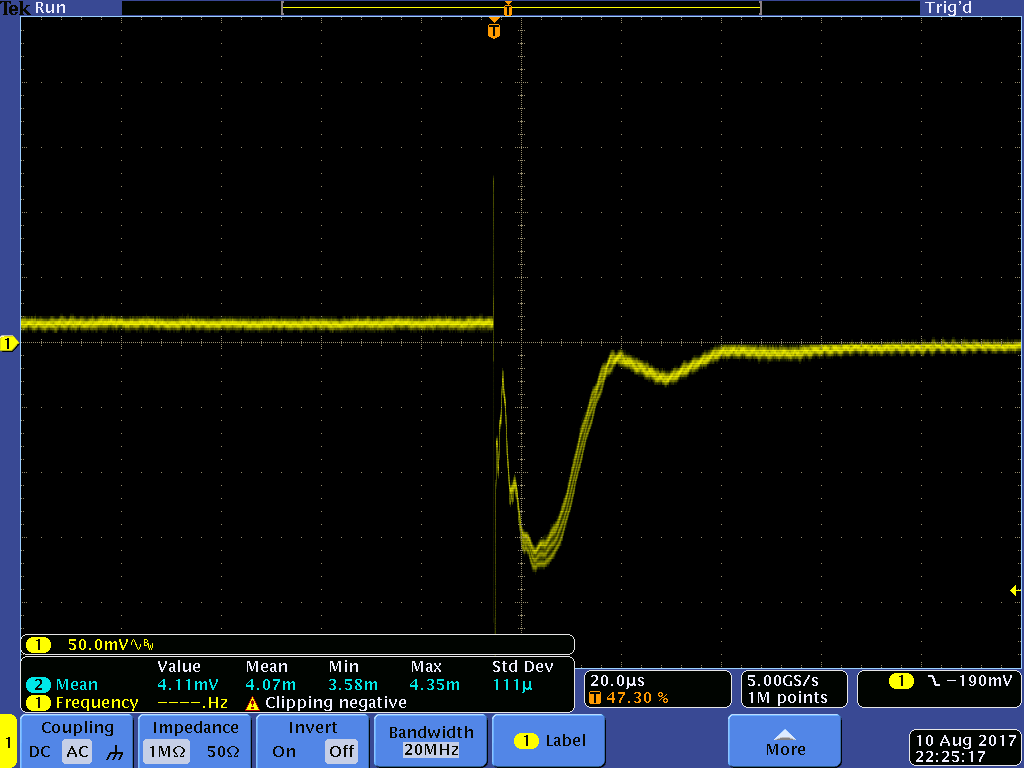 Tek Run Trig'd
T
T
1
1 50.0mV∿BW
Value Mean Min Max Std Dev
2 Mean 4.11mV 4.07m 3.58m 4.35m 111µ
1 Frequency ----.Hz Clipping negative
20.0µs
T 47.30 %
5.00GS/s
1M points
1 -190mV
1
Coupling
DC AC
Impedance
1MΩ 50Ω
Invert
On Off
Bandwidth
20MHz
1 Label
More
10 Aug 2017
22:25:17